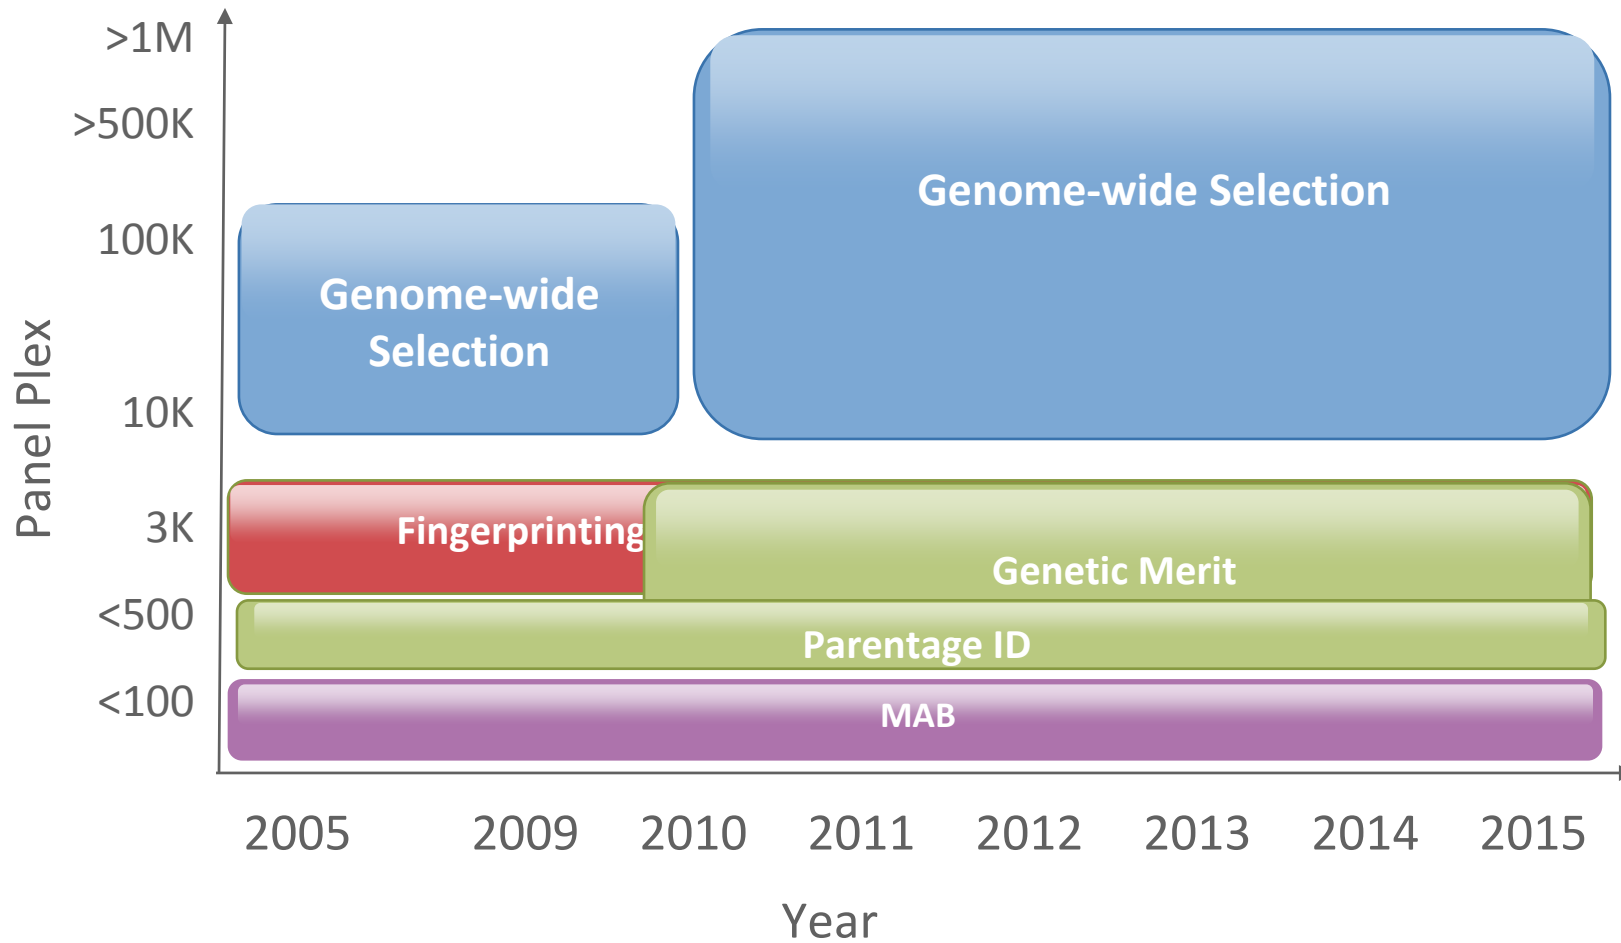 >1M
>500K
100K
10K
3K
<500
<100
Panel Plex
Genome-wide
Selection
Genome-wide Selection
Fingerprinting
Genetic Merit
Parentage ID
MAB
2005 2009 2010 2011 2012 2013 2014 2015
Year